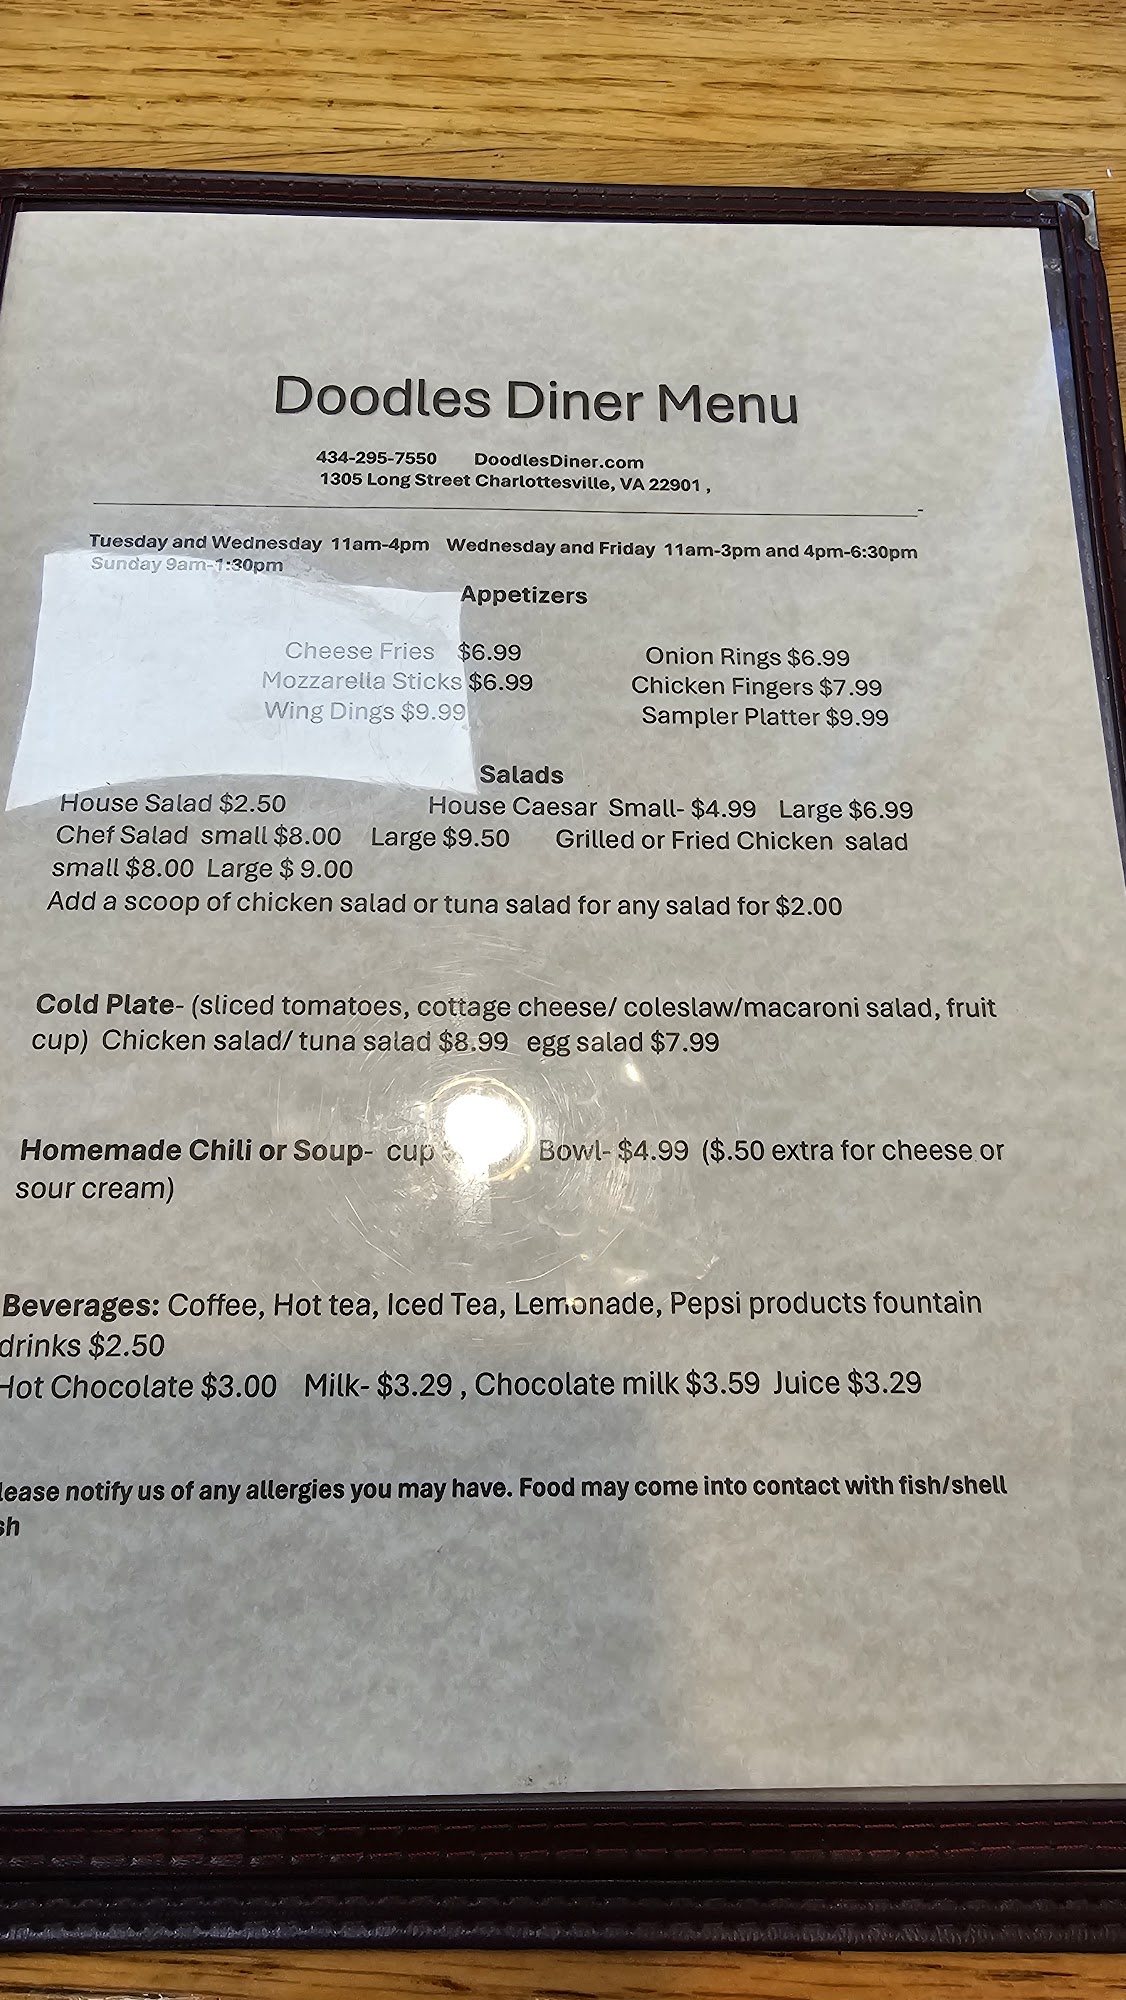 Doodles Diner Menu
434-295-7550 DoodlesDiner.com
1305 Long Street Charlottesville, VA 22901 ,
Tuesday and Wednesday 11am-4pm Wednesday and Friday 11am-3pm and 4pm-6:30pm
Sunday 9am-1:30pm
Appetizers
Cheese Fries $6.99 Onion Rings $6.99
Mozzarella Sticks $6.99 Chicken Fingers $7.99
Wing Dings $9.99 Sampler Platter $9.99
Salads
House Salad $2.50 House Caesar Small- $4.99 Large $6.99
Chef Salad small $8.00 Large $9.50 Grilled or Fried Chicken salad
small $8.00 Large $ 9.00
Add a scoop of chicken salad or tuna salad for any salad for $2.00
Cold Plate- (sliced tomatoes, cottage cheese/ coleslaw/macaroni salad, fruit
cup) Chicken salad/ tuna salad $8.99 egg salad $7.99
Homemade Chili or Soup- cup Bowl- $4.99 ($.50 extra for cheese or
sour cream)
Beverages: Coffee, Hot tea, Iced Tea, Lemonade, Pepsi products fountain
drinks $2.50
Hot Chocolate $3.00 Milk- $3.29 , Chocolate milk $3.59 Juice $3.29
lease notify us of any allergies you may have. Food may come into contact with fish/shell
sh